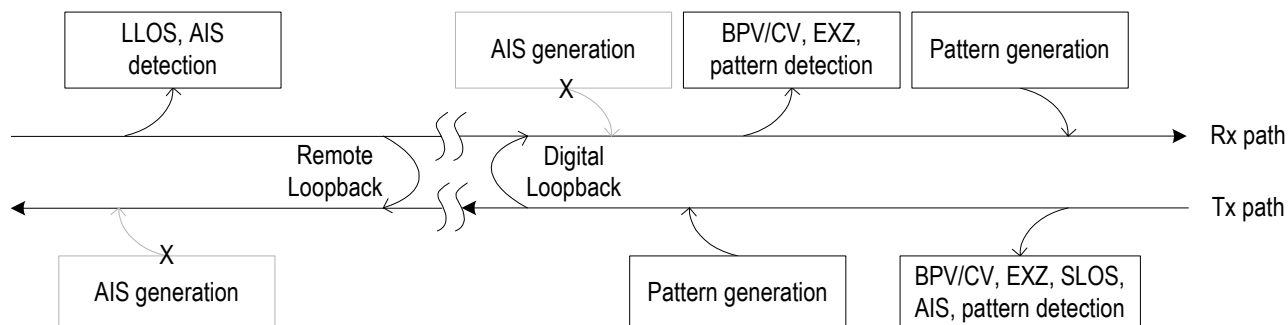 LLOS, AIS
detection
AIS generation
X
BPV/CV, EXZ,
pattern detection
Pattern generation
Rx path
Remote
Loopback
Digital
Loopback
Tx path
X
AIS generation
Pattern generation
BPV/CV, EXZ, SLOS,
AIS, pattern detection